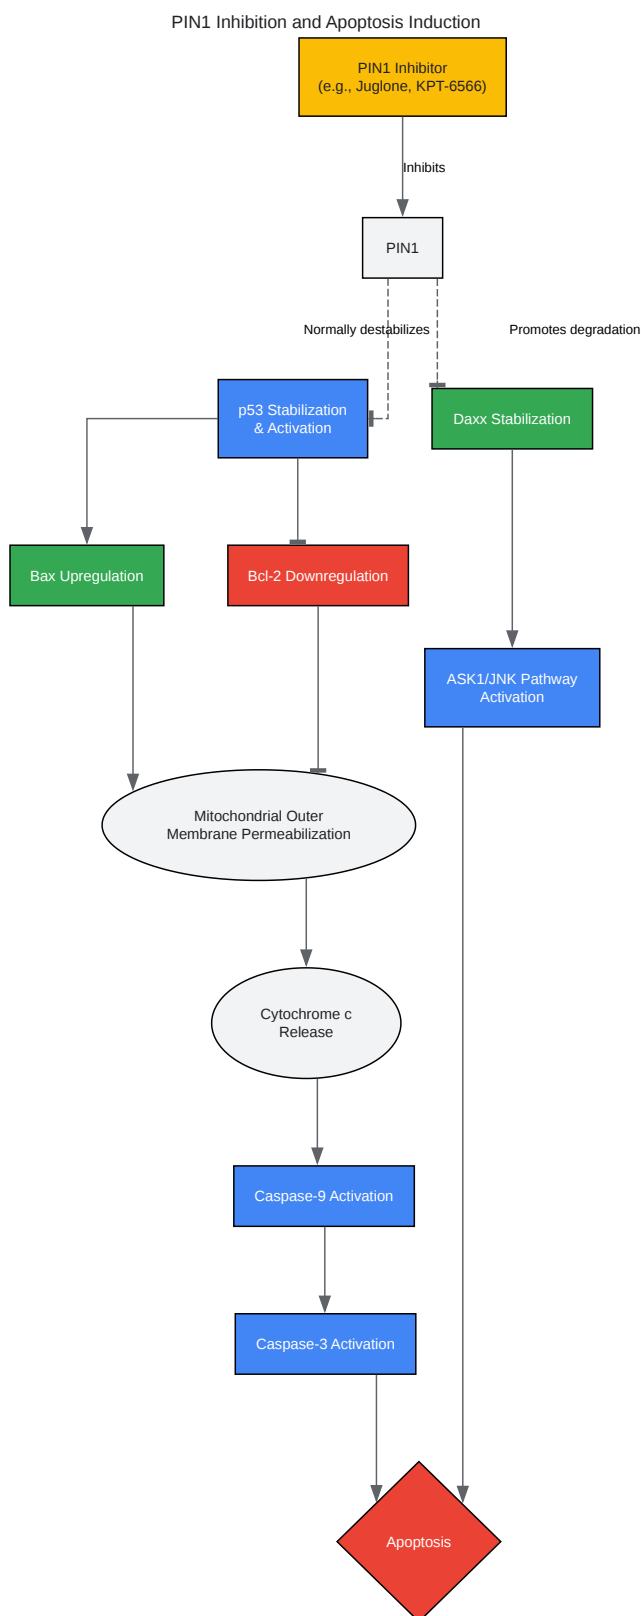 PIN1 Inhibition and Apoptosis Induction
PIN1 Inhibitor
(e.g., Juglone, KPT-6566)
Inhibits
PIN1
Normally destabilizes
Promotes degradation
p53 Stabilization
& Activation
Daxx Stabilization
Bax Upregulation
Bcl-2 Downregulation
ASK1/JNK Pathway
Activation
Mitochondrial Outer
Membrane Permeabilization
Cytochrome c
Release
Caspase-9 Activation
Caspase-3 Activation
Apoptosis